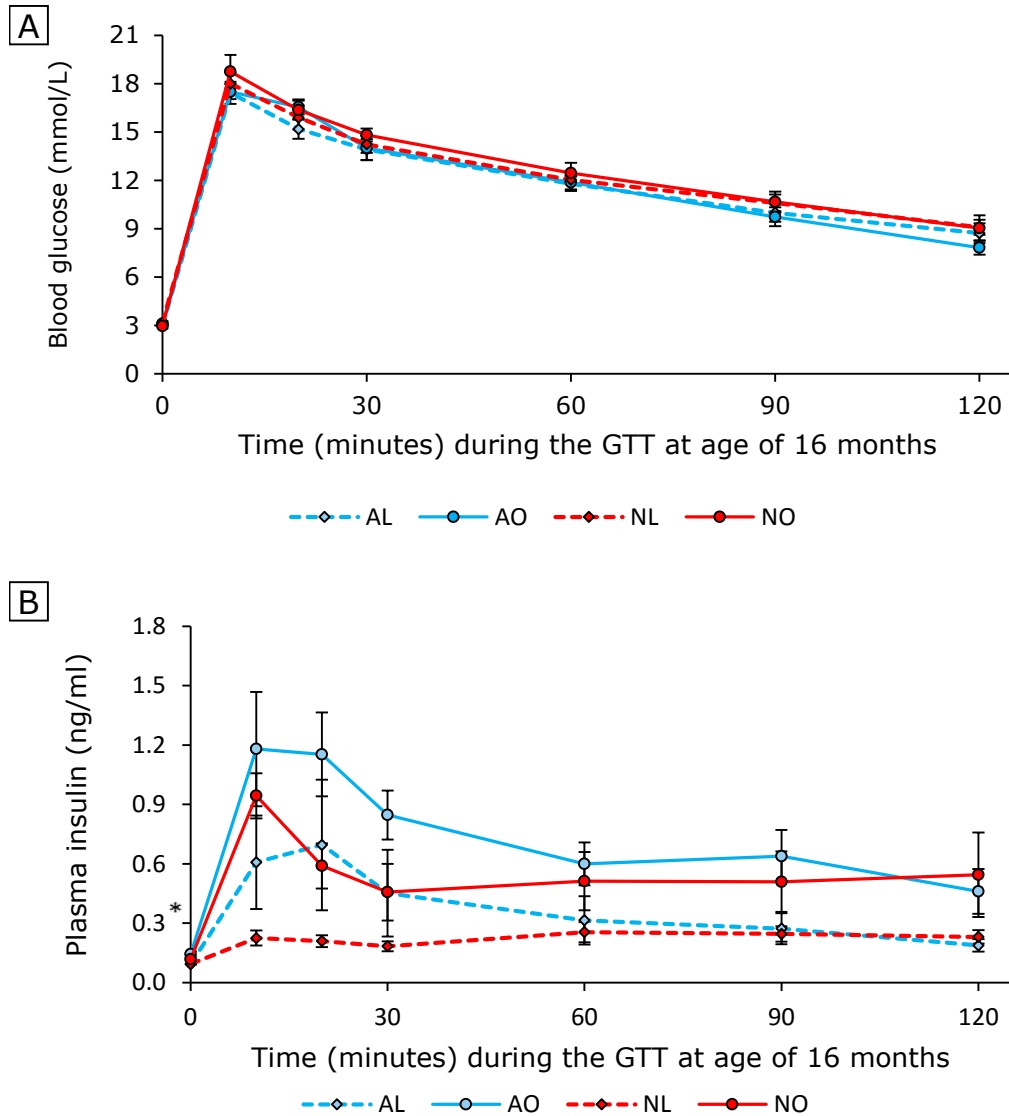 A
Blood glucose (mmol/L)
21
18
15
12
9
6
3
0
0 30 60 90 120
Time (minutes) during the GTT at age of 16 months
AL AO NL NO
B
Plasma insulin (ng/ml)
1.8
1.5
1.2
0.9
0.6
*
0.3
0.0
0 30 60 90 120
Time (minutes) during the GTT at age of 16 months
AL AO NL NO